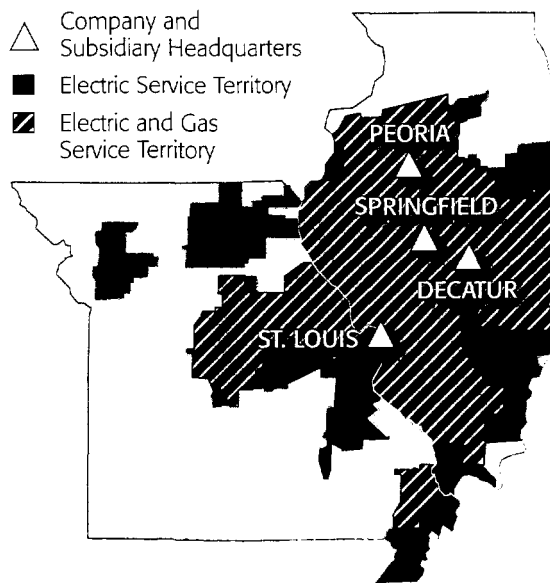 Company and
Subsidiary Headquarters
Electric Service Territory
Electric and Gas
Service Territory
PEORIA
SPRINGFIELD
DECATUR
ST. LOUIS